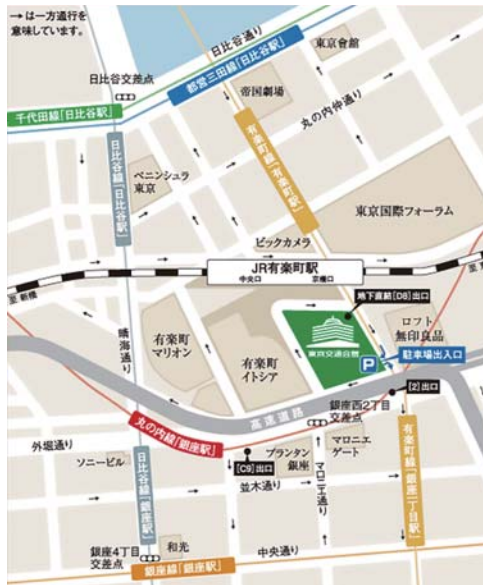 →は一方通行を
意味しています。
日比谷通り
東京會館
日比谷交差点
都営三田線「日比谷駅」
帝国劇場
千代田線「日比谷駅」
丸の内仲通り
日比谷線「日比谷駅」
有楽町線「有楽町駅」
ペニンシュラ
東京
東京国際フォーラム
ビックカメラ
JR有楽町駅
中央口
京橋口
至新橋
地下直結[D8]出口
晴海通り
有楽町
マリオン
有楽町
イトシア
東京交通会館
ロフト
無印良品
P
駐車場出入口
[2]出口
高速道路
銀座西2丁目
交差点
丸の内線「銀座駅」
外堀通り
マロニエ
ゲート
有楽町線「銀座一丁目駅」
ソニービル
日比谷線「銀座駅」
[C9]出口
プランタン
銀座
並木通り
マロニエ通り
銀座4丁目
交差点
和光
中央通り
銀座線「銀座駅」